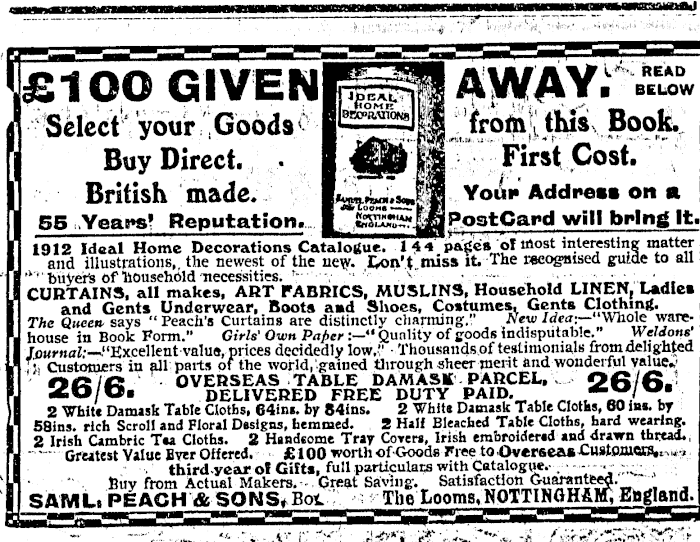 £100 GIVEN AWAY. READ BELOW
Select your Goods from this Book.
Buy Direct. First Cost.
British made. Your Address on a
55 Years' Reputation. PostCard will bring it.
IDEAL
HOME
DECORATIONS
SAMUEL PEACH & SONS
THE LOOMS
NOTTINGHAM
ENGLAND
1912 Ideal Home Decorations Catalogue. 144 pages of most interesting matter
and illustrations, the newest of the new. Don't miss it. The recognised guide to all
buyers of household necessities.
CURTAINS, all makes, ART FABRICS, MUSLINS, Household LINEN, Ladies
and Gents Underwear, Boots and Shoes, Costumes, Gents Clothing.
The Queen says "Peach's Curtains are distinctly charming." New Idea:—"Whole ware-
house in Book Form." Girls' Own Paper:—"Quality of goods indisputable." Weldons'
Journal:—"Excellent value, prices decidedly low." Thousands of testimonials from delighted
Customers in all parts of the world, gained through sheer merit and wonderful value.
26/6. OVERSEAS TABLE DAMASK PARCEL, 26/6.
DELIVERED FREE DUTY PAID.
2 White Damask Table Cloths, 64ins. by 84ins. 2 White Damask Table Cloths, 60 ins. by
58ins. rich Scroll and Floral Designs, hemmed. 2 Half Bleached Table Cloths, hard wearing.
2 Irish Cambric Tea Cloths. 2 Handsome Tray Covers, Irish embroidered and drawn thread.
Greatest Value Ever Offered. £100 worth of Goods Free to Overseas Customers,
third year of Gifts, full particulars with Catalogue.
Buy from Actual Makers. Great Saving. Satisfaction Guaranteed.
SAML. PEACH & SONS, Box The Looms, NOTTINGHAM, England.